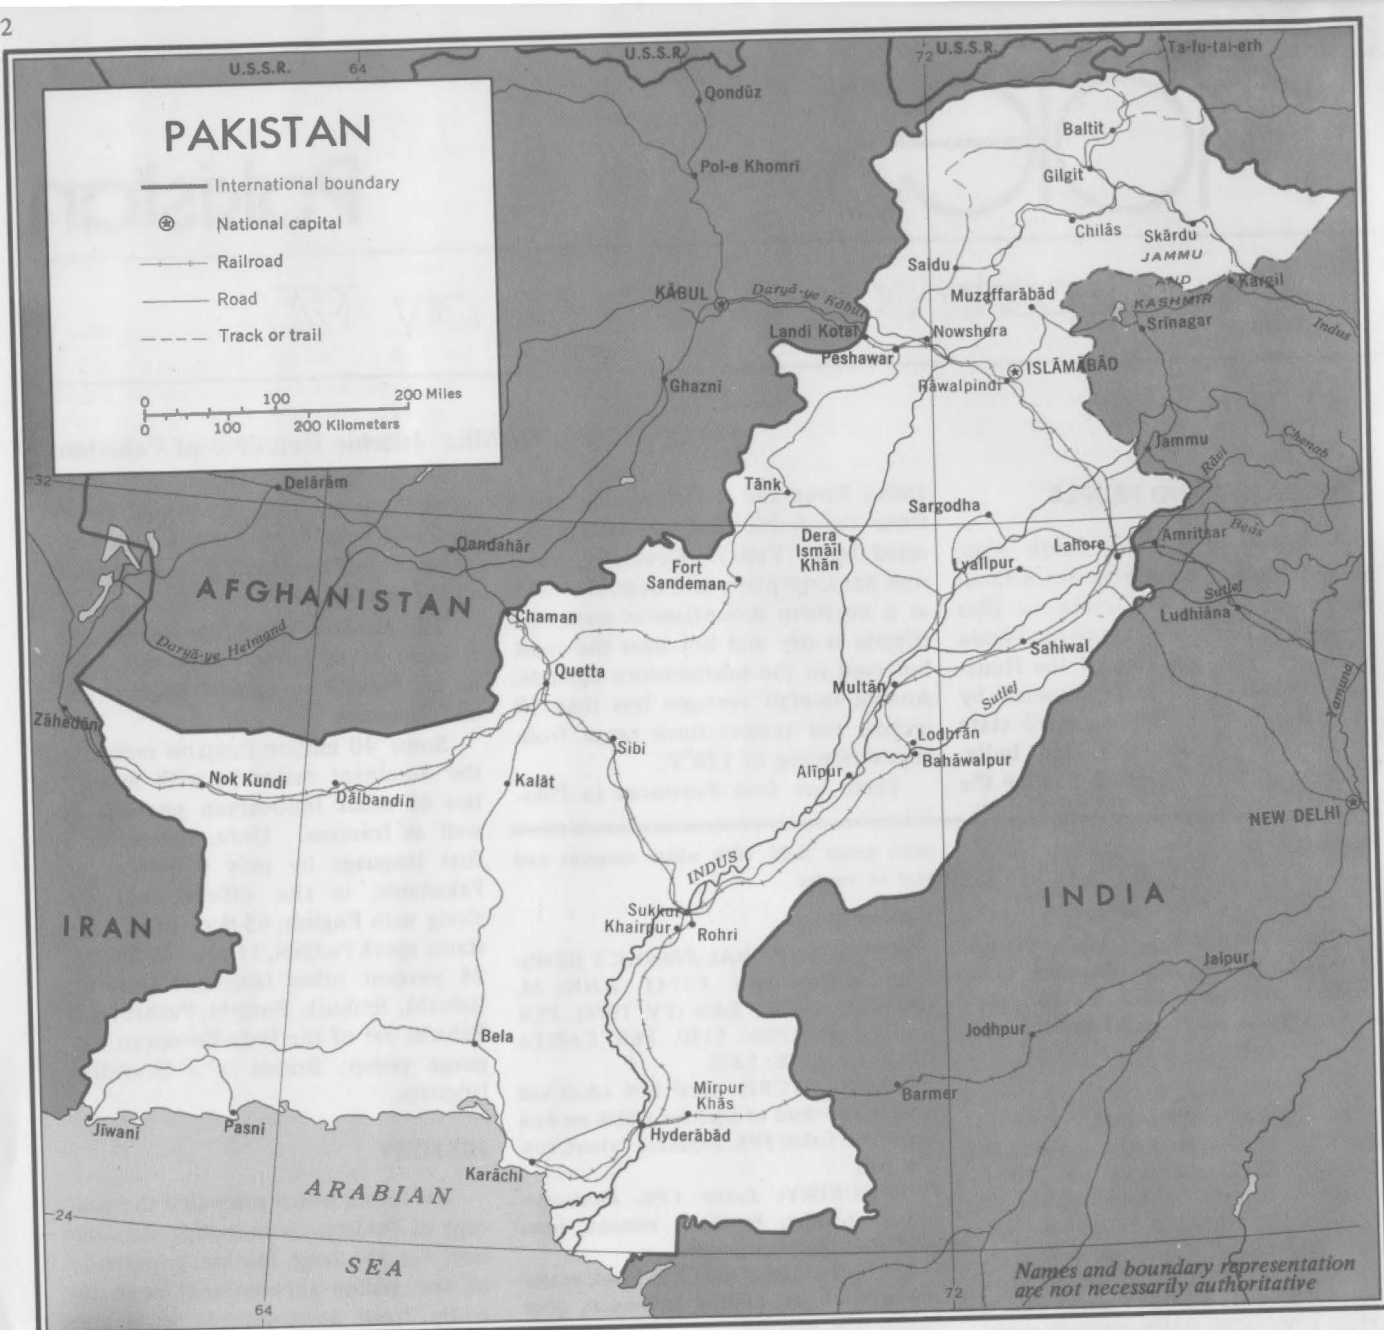 2
U.S.S.R.
64
U.S.S.R.
72
U.S.S.R.
Ta-fu-tai-erh
PAKISTAN
International boundary
National capital
Railroad
Road
Track or trail
0 100 200 Miles
0 100 200 Kilometers
Qondūz
Pol-e Khomrī
Baltit
Gilgit
Chilās
Skārdu
JAMMU
AND
KASHMIR
Kargil
Saidu
Muzaffarābād
KĀBUL
Daryā-ye Kābul
Indus
Srīnagar
Landi Kotal
Nowshera
Peshawar
ISLĀMĀBĀD
Rāwalpindi
Ghaznī
Jammu
Chenab
Rāvi
32
Delārām
Tānk
Sargodha
Qandahār
Dera
Ismāīl
Khān
Lahore
Amritsar
Beās
Lyallpur
Fort
Sandeman
AFGHANISTAN
Sutlej
Ludhiāna
Chaman
Daryā-ye Helmand
Sahiwal
Quetta
Multān
Sutlej
Yamuna
Zāhedān
Sibi
Lodhrān
Bahāwalpur
Alīpur
Nok Kundi
Dālbandin
Kalāt
NEW DELHI
INDUS
INDIA
IRAN
Sukkur
Khairpur
Rohri
Jaipur
Jodhpur
Bela
Mīrpur
Khās
Barmer
Jīwani
Pasni
Hyderābād
Karāchi
ARABIAN
SEA
24
64
72
Names and boundary representation
are not necessarily authoritative